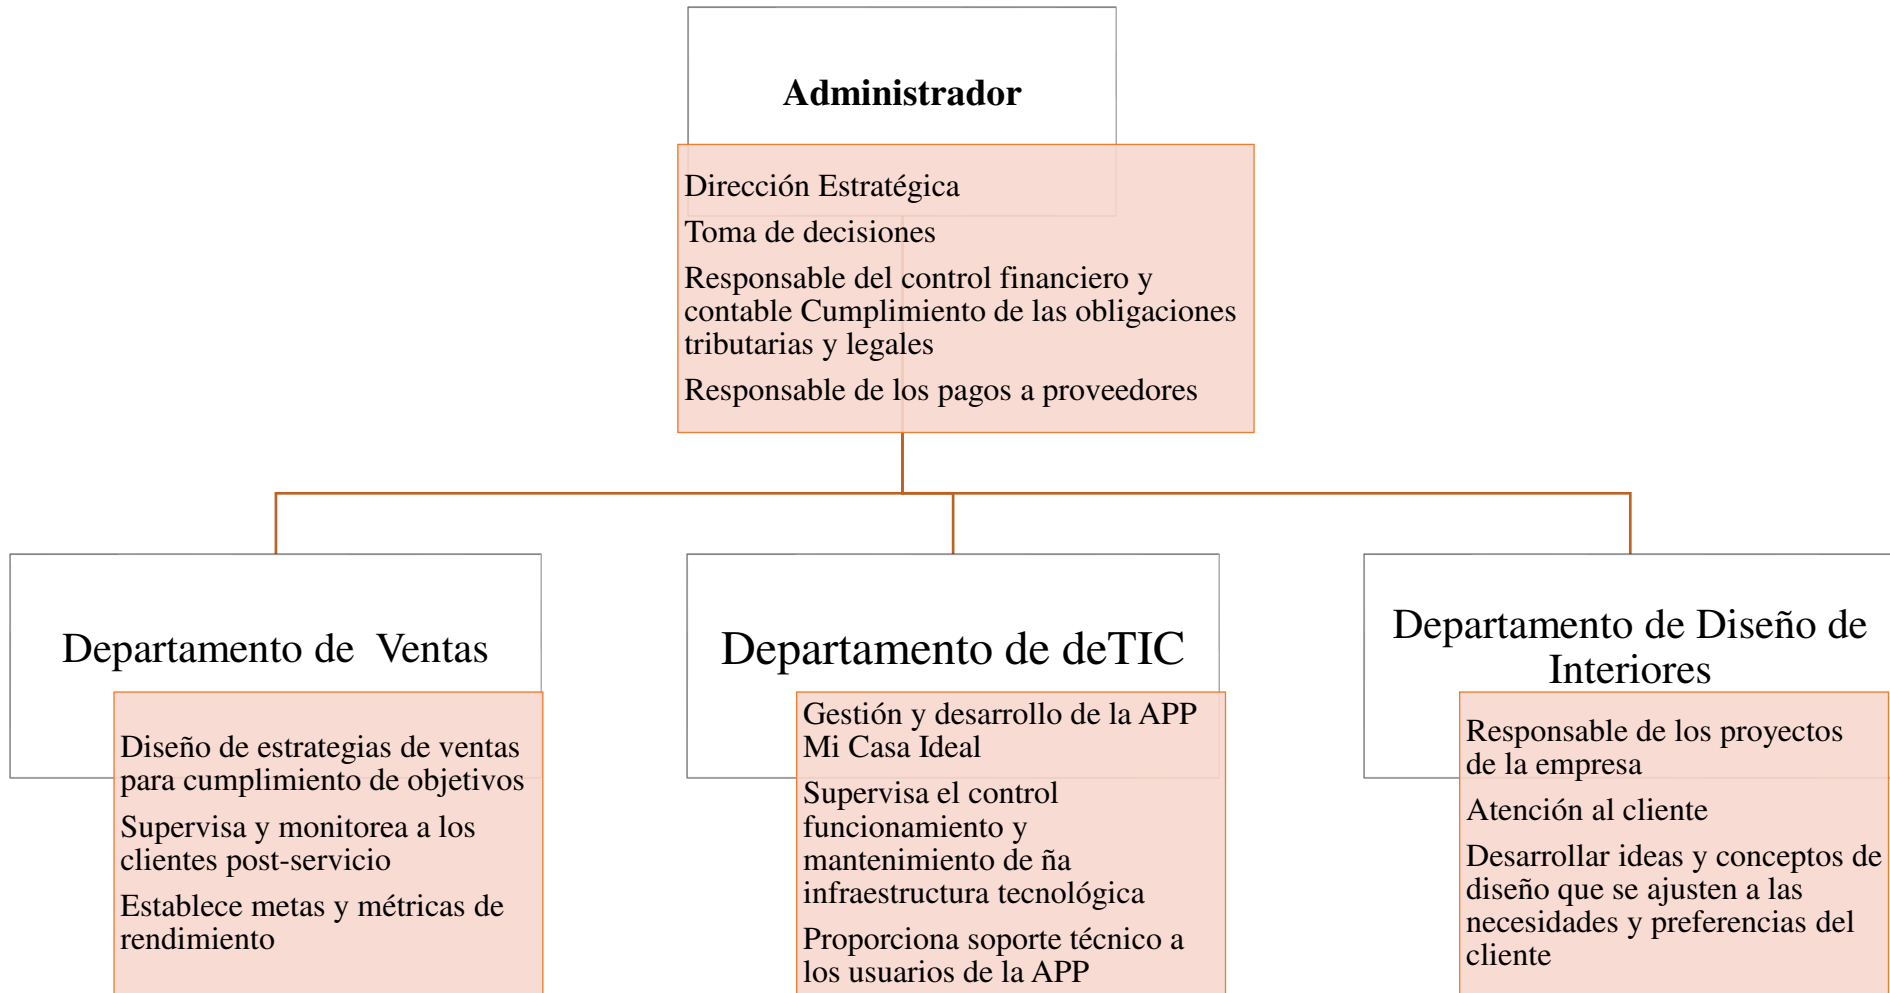 Administrador
Dirección Estratégica
Toma de decisiones
Responsable del control financiero y
contable Cumplimiento de las obligaciones
tributarias y legales
Responsable de los pagos a proveedores
Departamento de  Ventas
Diseño de estrategias de ventas
para cumplimiento de objetivos
Supervisa y monitorea a los
clientes post-servicio
Establece metas y métricas de
rendimiento
Departamento de deTIC
Gestión y desarrollo de la APP
Mi Casa Ideal
Supervisa el control
funcionamiento y
mantenimiento de ña
infraestructura tecnológica
Proporciona soporte técnico a
los usuarios de la APP
Departamento de Diseño de
Interiores
Responsable de los proyectos
de la empresa
Atención al cliente
Desarrollar ideas y conceptos de
diseño que se ajusten a las
necesidades y preferencias del
cliente